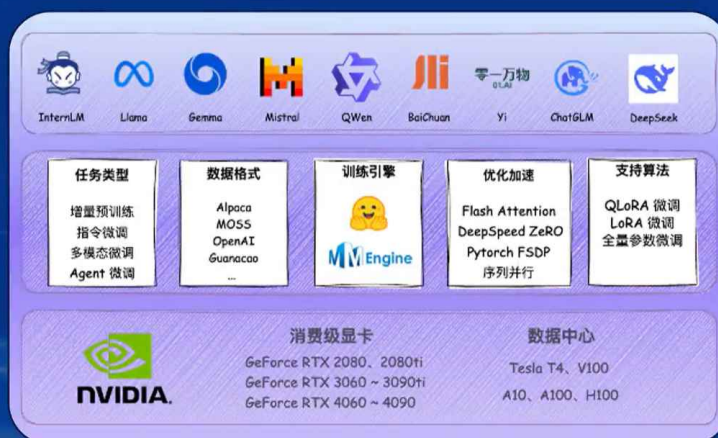 零一万物
01.AI
InternLM
Llama
Gemma
Mistral
QWen
BaiChuan
Yi
ChatGLM
DeepSeek
任务类型
增量预训练
指令微调
多模态微调
Agent 微调
数据格式
Alpaca
MOSS
OpenAI
Guanacao
...
训练引擎
MMEngine
优化加速
Flash Attention
DeepSpeed ZeRO
Pytorch FSDP
序列并行
支持算法
QLoRA 微调
LoRA 微调
全量参数微调
NVIDIA.
消费级显卡
GeForce RTX 2080、2080ti
GeForce RTX 3060 ~ 3090ti
GeForce RTX 4060 ~ 4090
数据中心
Tesla T4、V100
A10、A100、H100